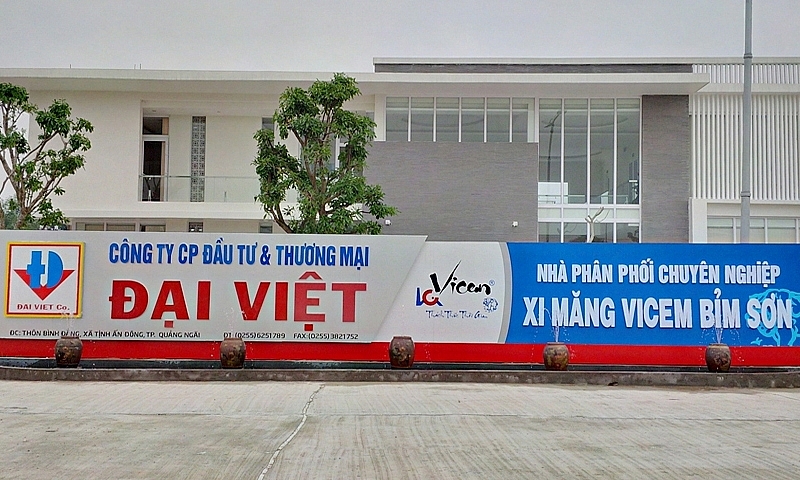 CÔNG TY CP ĐẦU TƯ & THƯƠNG MẠI
ĐẠI VIỆT
ĐAI VIET Co.
ĐC: THÔN BÌNH ĐẲNG, XÃ TỊNH ẤN ĐÔNG, TP. QUẢNG NGÃI ĐT: (0255)6251789 FAX: (0255)3821752
Vicem
NHÀ PHÂN PHỐI CHUYÊN NGHIỆP
XI MĂNG VICEM BỈM SƠN